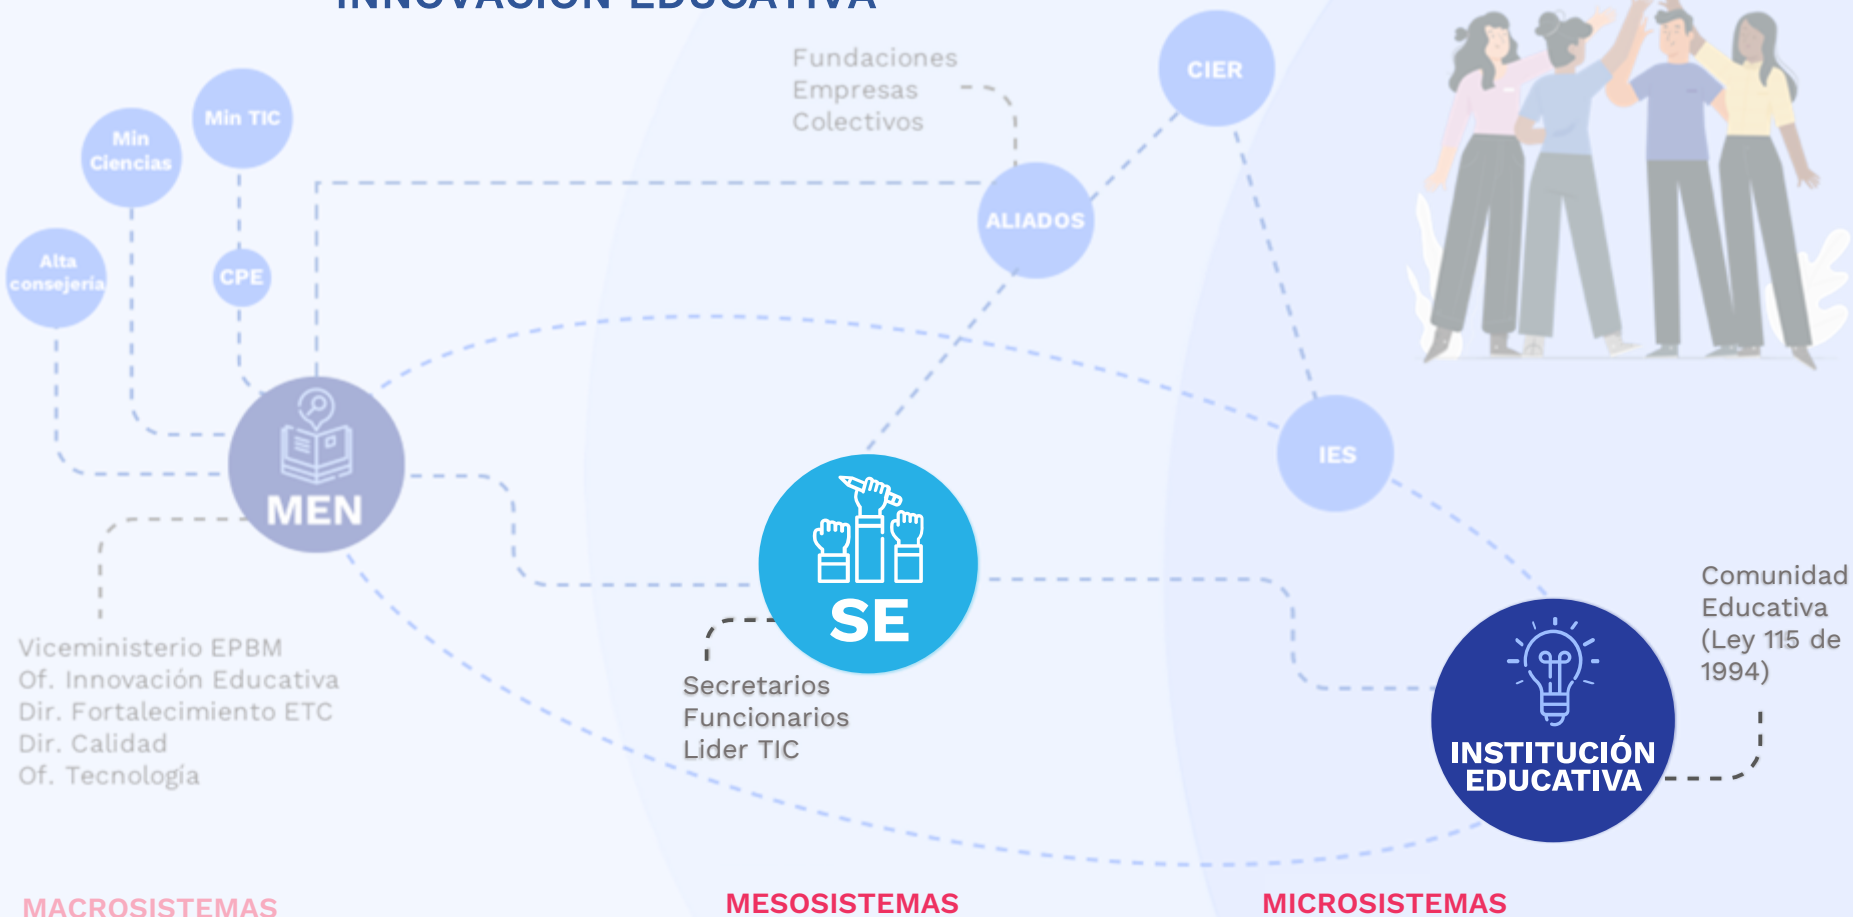 INNOVACIÓN EDUCATIVA
Fundaciones
Empresas
Colectivos
CIER
Min TIC
Min
Ciencias
ALIADOS
Alta
consejería
CPE
MEN
IES
SE
Viceministerio EPBM
Of. Innovación Educativa
Dir. Fortalecimiento ETC
Dir. Calidad
Of. Tecnología
Secretarios
Funcionarios
Lider TIC
Comunidad
Educativa
(Ley 115 de
1994)
INSTITUCIÓN
EDUCATIVA
MACROSISTEMAS
MESOSISTEMAS
MICROSISTEMAS